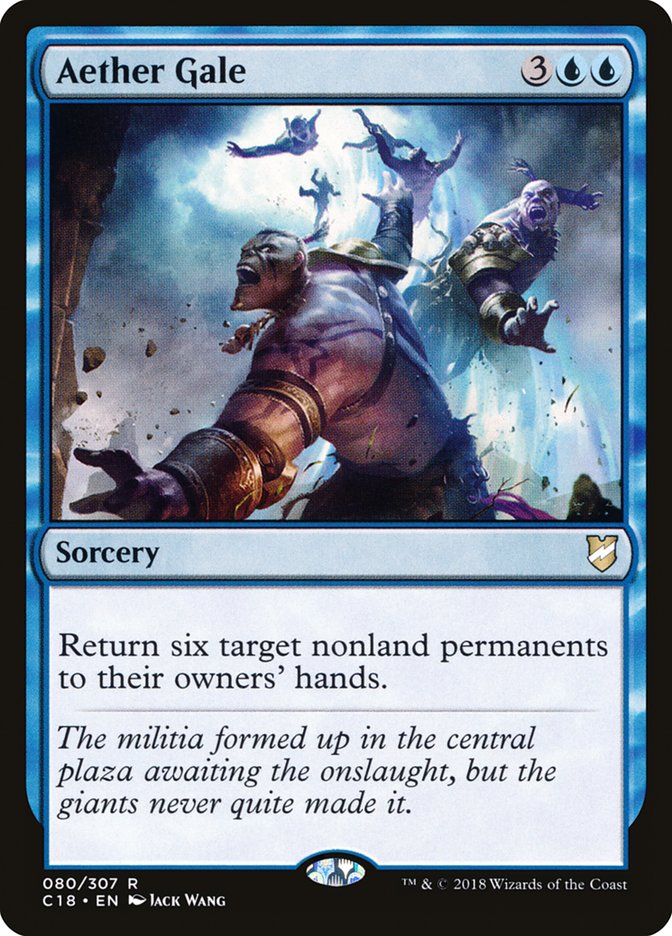 Aether Gale
3
Sorcery
Return six target nonland permanents
to their owners' hands.
The militia formed up in the central
plaza awaiting the onslaught, but the
giants never quite made it.
080/307 R
C18 • EN Jack Wang
™ & © 2018 Wizards of the Coast